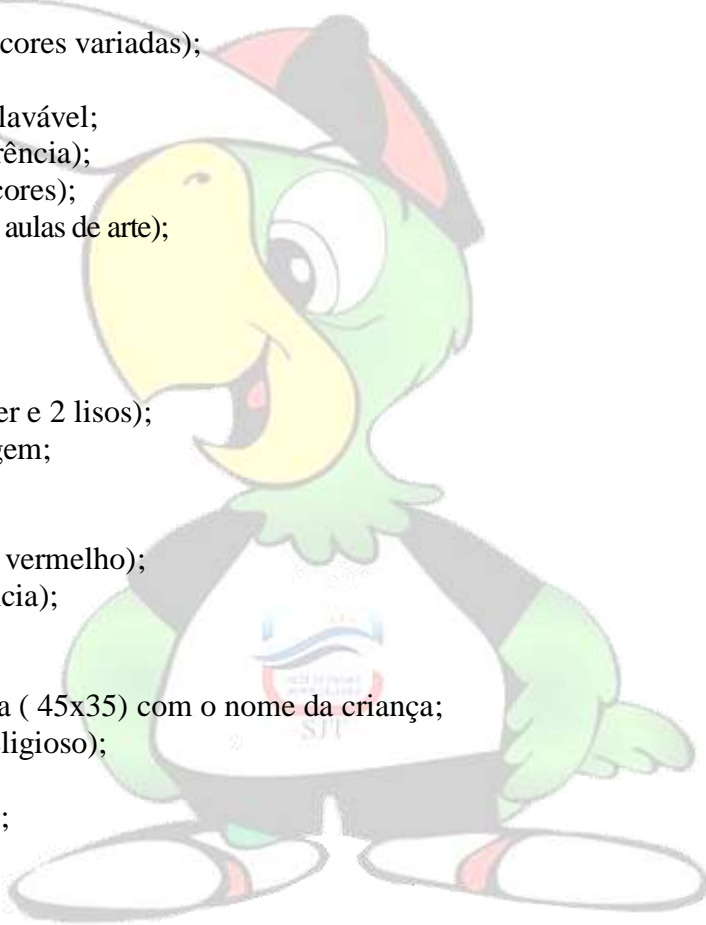 cores variadas);
lavável;
rência);
cores);
aulas de arte);
er e 2 lisos);
gem;
vermelho);
cia);
a ( 45x35) com o nome da criança;
ligioso);
;
SJT